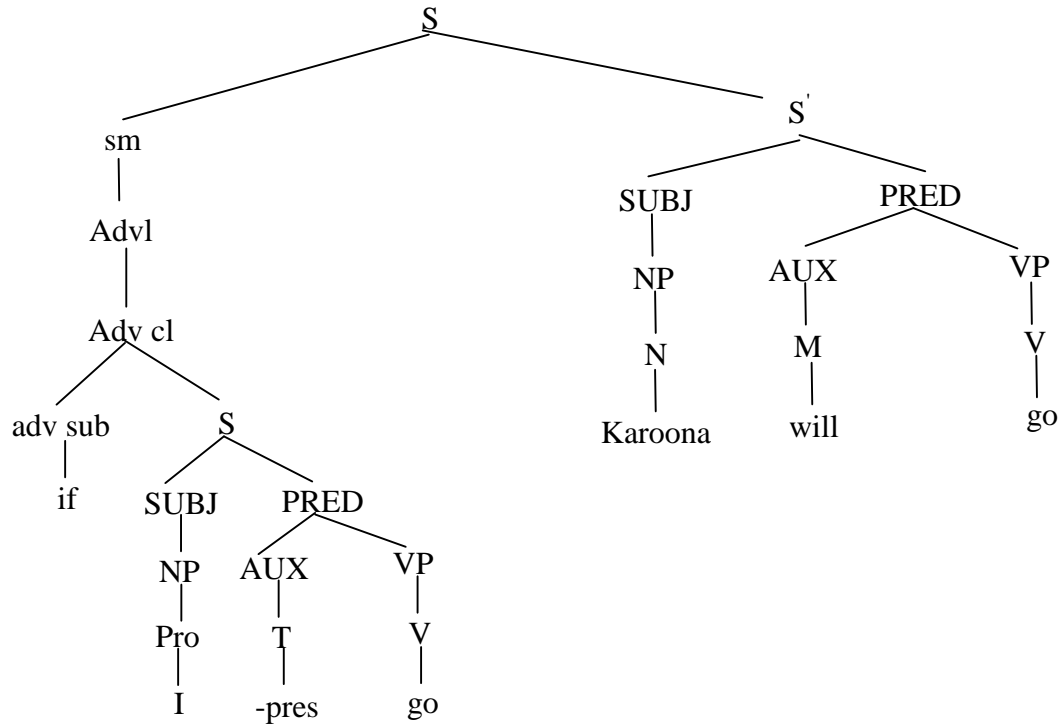 S
S'
sm
SUBJ PRED
Advl
NP AUX VP
Adv cl
N M V
adv sub S
Karoona will go
if
SUBJ PRED
NP AUX VP
Pro T V
I -pres go